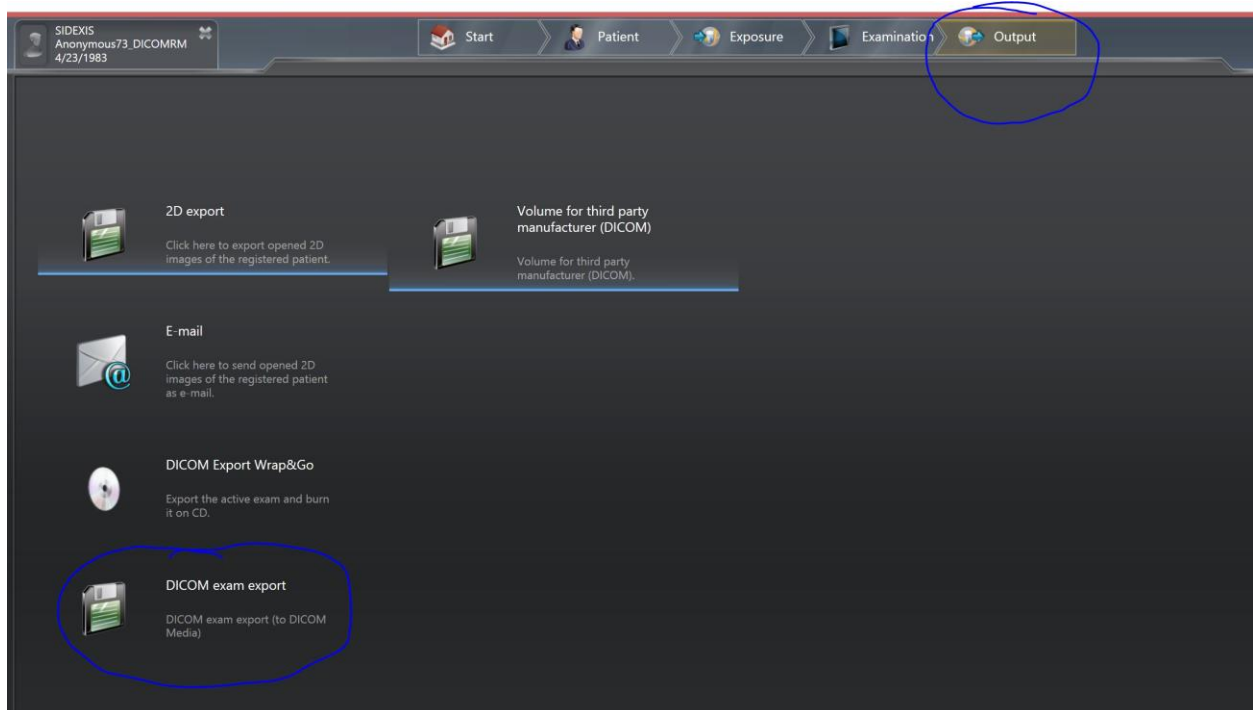 SIDEXIS
Anonymous73_DICOMRM
4/23/1983
Start
Patient
Exposure
Examination
Output
2D export
Click here to export opened 2D
images of the registered patient.
Volume for third party
manufacturer (DICOM)
Volume for third party
manufacturer (DICOM).
E-mail
Click here to send opened 2D
images of the registered patient
as e-mail.
DICOM Export Wrap&Go
Export the active exam and burn
it on CD.
DICOM exam export
DICOM exam export (to DICOM
Media)